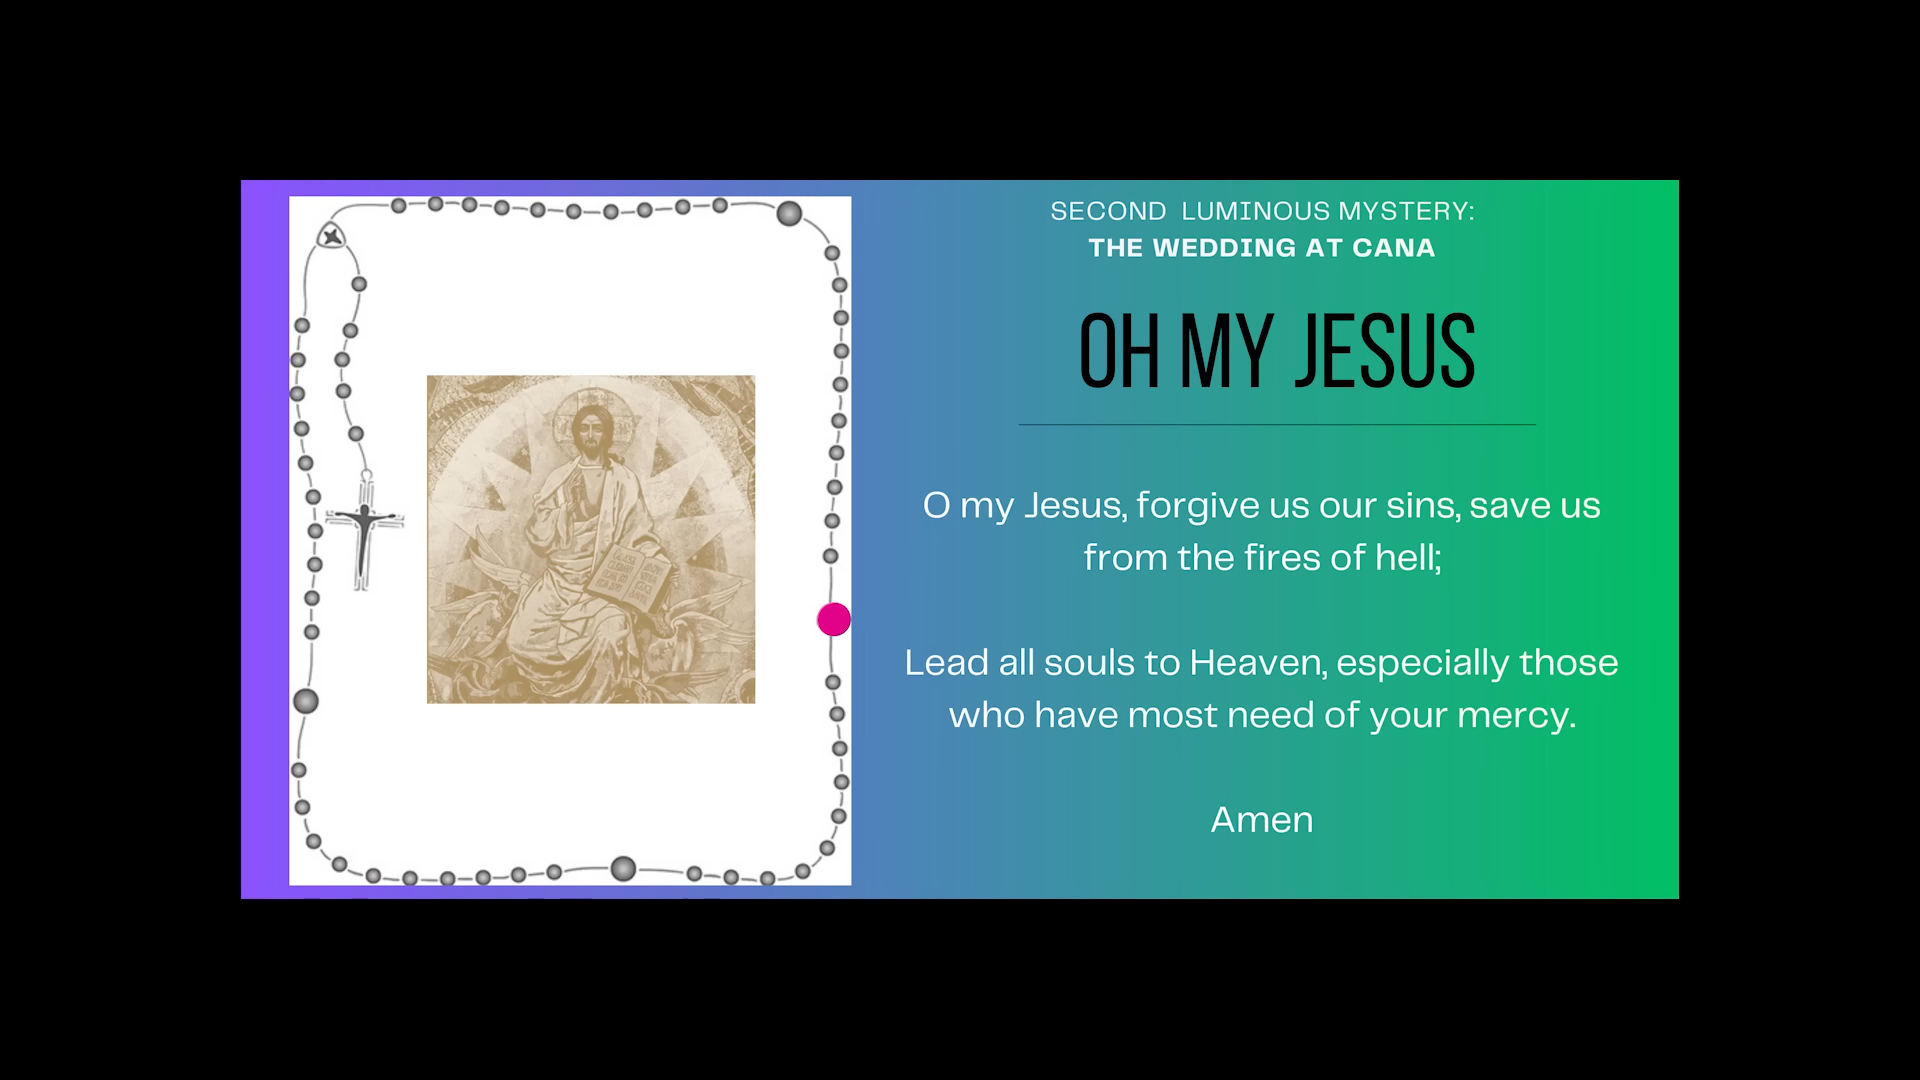 SECOND LUMINOUS MYSTERY:
THE WEDDING AT CANA
OH MY JESUS
O my Jesus, forgive us our sins, save us
from the fires of hell;
Lead all souls to Heaven, especially those
who have most need of your mercy.
Amen